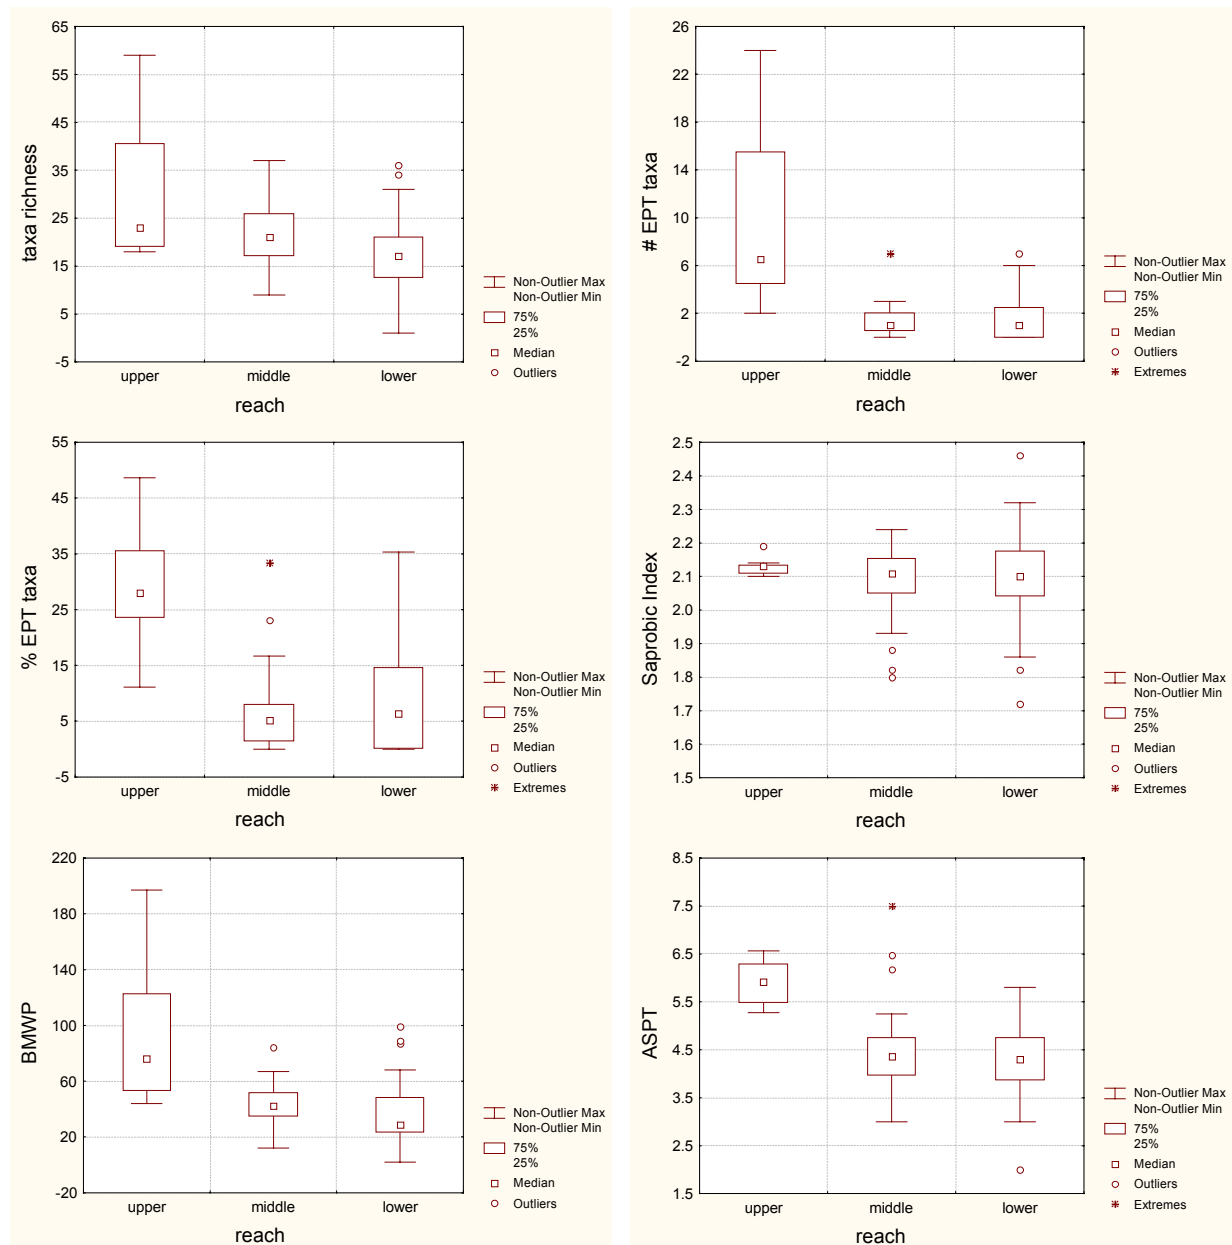 65
55
45
35
25
15
5
-5
taxa richness
upper middle lower
reach
Non-Outlier Max
Non-Outlier Min
75%
25%
Median
Outliers
26
22
18
14
10
6
2
-2
# EPT taxa
upper middle lower
reach
Non-Outlier Max
Non-Outlier Min
75%
25%
Median
Outliers
Extremes
55
45
35
25
15
5
-5
% EPT taxa
upper middle lower
reach
Non-Outlier Max
Non-Outlier Min
75%
25%
Median
Outliers
Extremes
2.5
2.4
2.3
2.2
2.1
2.0
1.9
1.8
1.7
1.6
1.5
Saprobic Index
upper middle lower
reach
Non-Outlier Max
Non-Outlier Min
75%
25%
Median
Outliers
Extremes
220
180
140
100
60
20
-20
BMWP
upper middle lower
reach
Non-Outlier Max
Non-Outlier Min
75%
25%
Median
Outliers
8.5
7.5
6.5
5.5
4.5
3.5
2.5
1.5
ASPT
upper middle lower
reach
Non-Outlier Max
Non-Outlier Min
75%
25%
Median
Outliers
Extremes